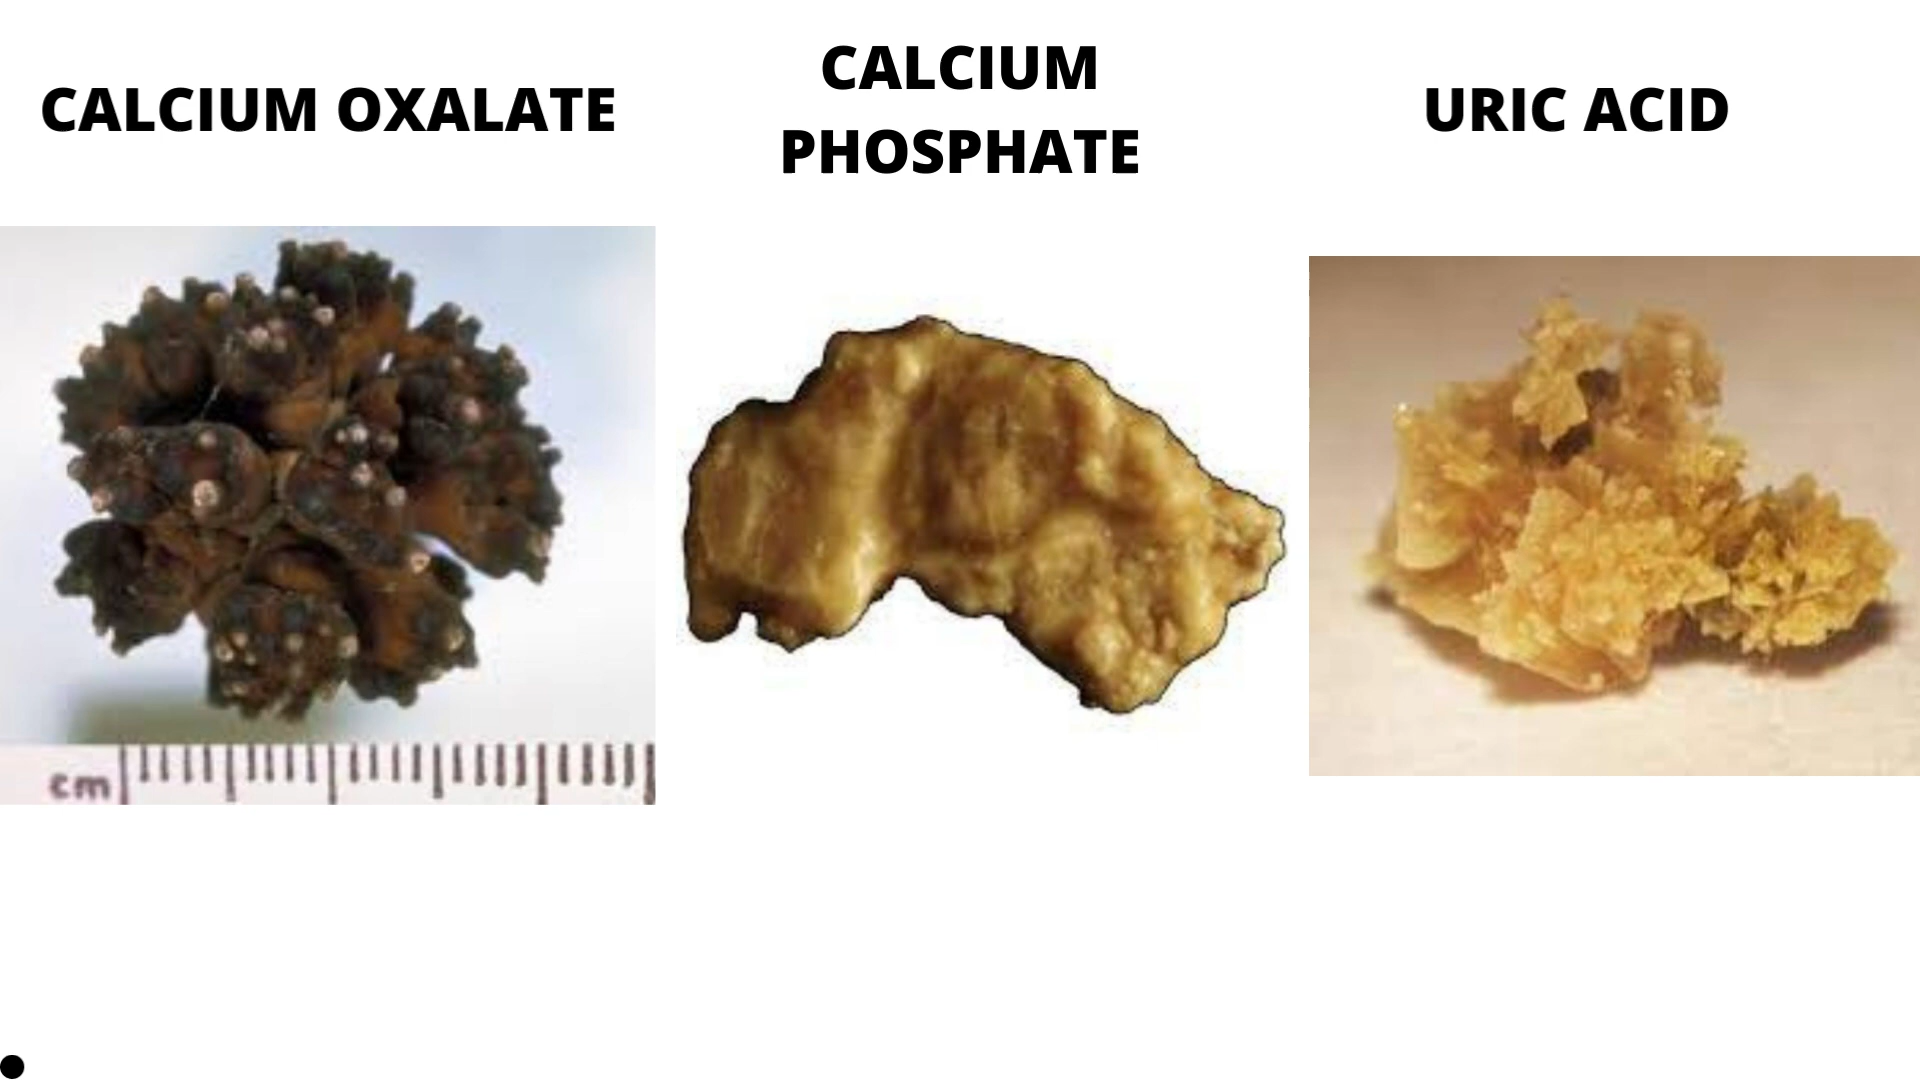 CALCIUM OXALATE
CALCIUM
PHOSPHATE
URIC ACID
cm